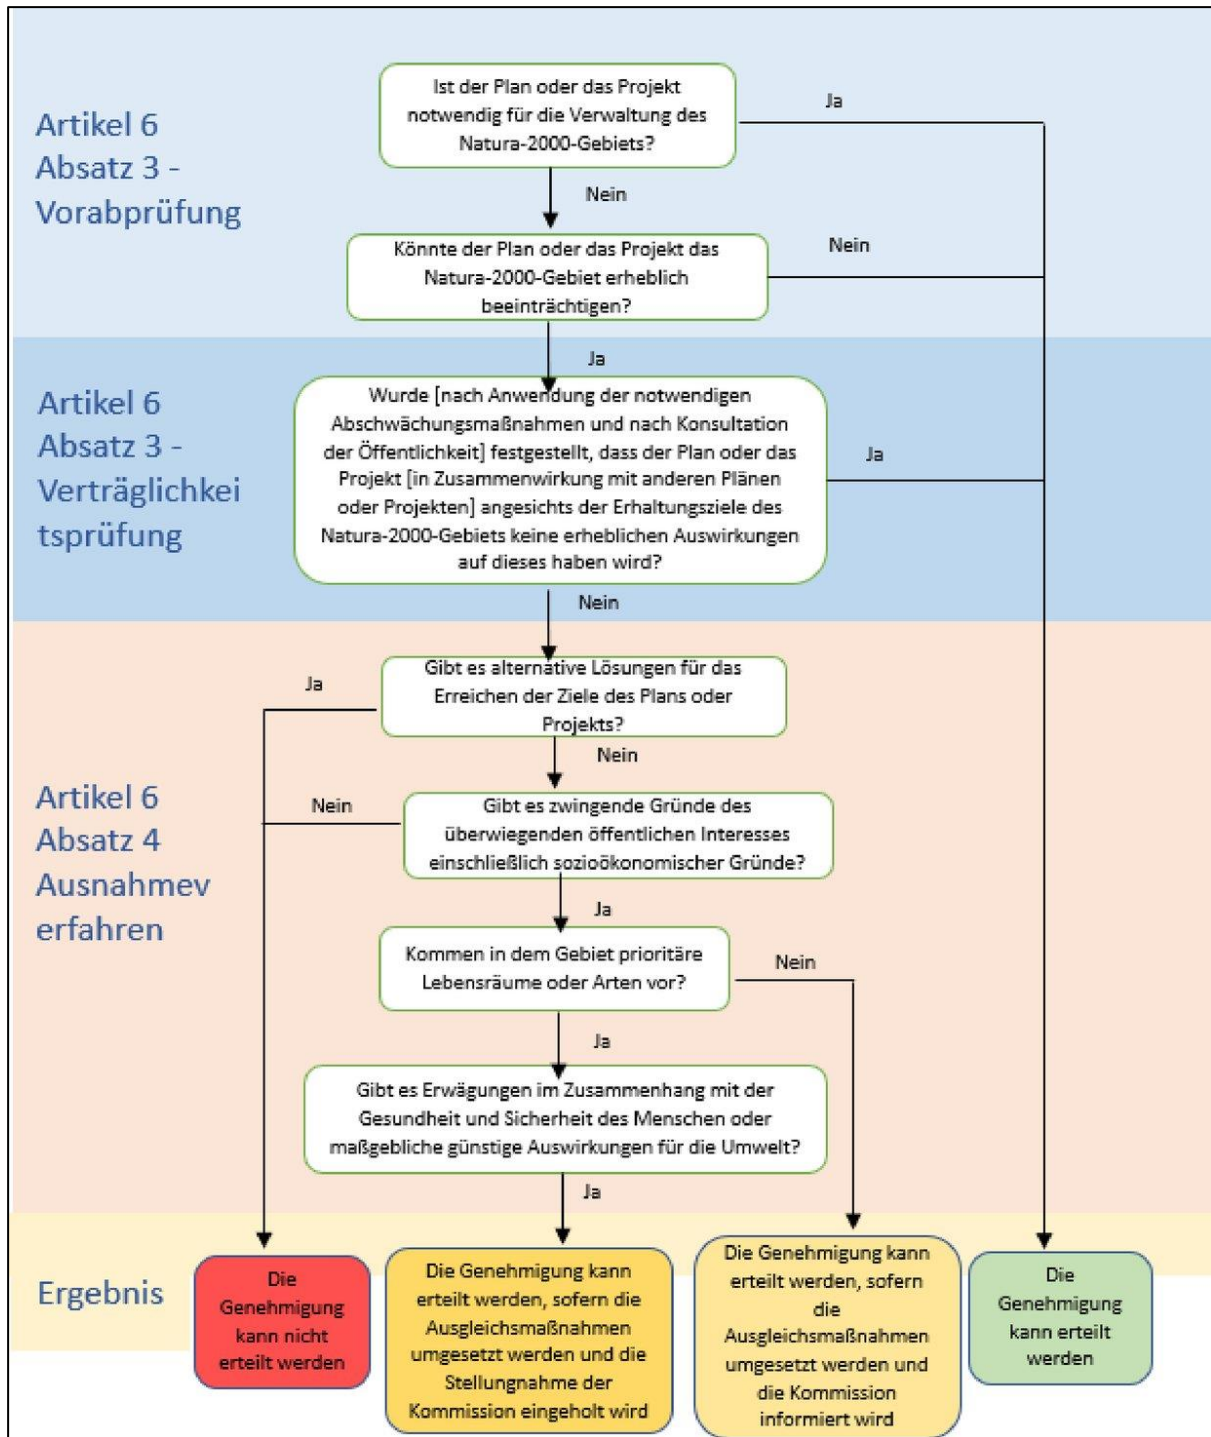 Ist der Plan oder das Projekt
notwendig für die Verwaltung des
Natura-2000-Gebiets?
Ja
Artikel 6
Absatz 3 -
Vorabprüfung
Nein
Könnte der Plan oder das Projekt das
Natura-2000-Gebiet erheblich
beeinträchtigen?
Nein
Ja
Artikel 6
Absatz 3 -
Verträglichkei
tsprüfung
Wurde [nach Anwendung der notwendigen
Abschwächungsmaßnahmen und nach Konsultation
der Öffentlichkeit] festgestellt, dass der Plan oder das
Projekt [in Zusammenwirkung mit anderen Plänen
oder Projekten] angesichts der Erhaltungsziele des
Natura-2000-Gebiets keine erheblichen Auswirkungen
auf dieses haben wird?
Ja
Nein
Gibt es alternative Lösungen für das
Erreichen der Ziele des Plans oder
Projekts?
Ja
Nein
Artikel 6
Absatz 4
Ausnahmev
erfahren
Nein
Gibt es zwingende Gründe des
überwiegenden öffentlichen Interesses
einschließlich sozioökonomischer Gründe?
Ja
Kommen in dem Gebiet prioritäre
Lebensräume oder Arten vor?
Nein
Ja
Gibt es Erwägungen im Zusammenhang mit der
Gesundheit und Sicherheit des Menschen oder
maßgebliche günstige Auswirkungen für die Umwelt?
Ja
Ergebnis
Die
Genehmigung
kann nicht
erteilt werden
Die Genehmigung kann
erteilt werden, sofern die
Ausgleichsmaßnahmen
umgesetzt werden und die
Stellungnahme der
Kommission eingeholt wird
Die Genehmigung kann
erteilt werden, sofern
die
Ausgleichsmaßnahmen
umgesetzt werden und
die Kommission
informiert wird
Die
Genehmigung
kann erteilt
werden